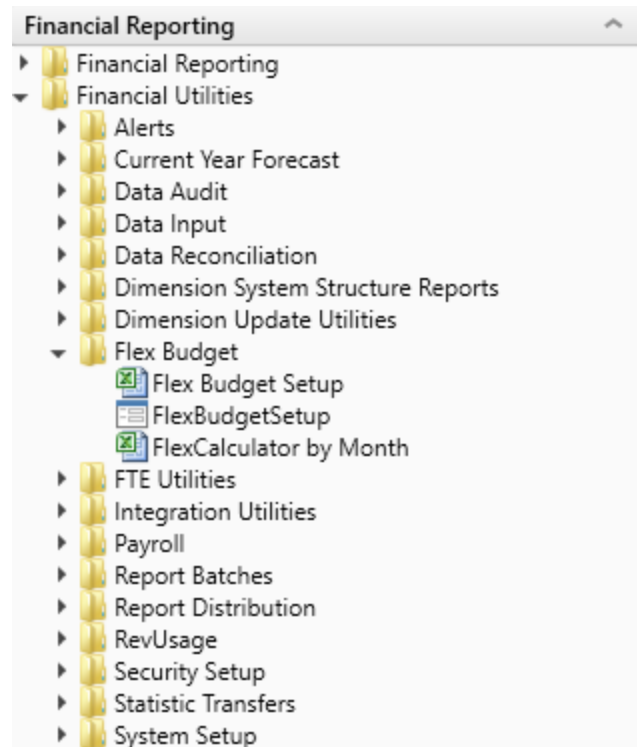 Financial Reporting
Financial Reporting
Financial Utilities
Alerts
Current Year Forecast
Data Audit
Data Input
Data Reconciliation
Dimension System Structure Reports
Dimension Update Utilities
Flex Budget
Flex Budget Setup
FlexBudgetSetup
FlexCalculator by Month
FTE Utilities
Integration Utilities
Payroll
Report Batches
Report Distribution
RevUsage
Security Setup
Statistic Transfers
System Setup